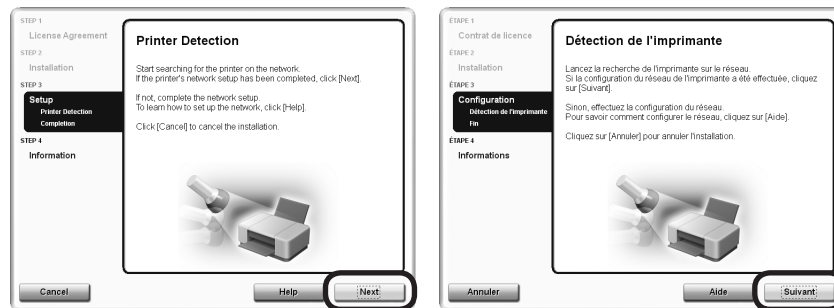 STEP 1
License Agreement
STEP 2
Installation
STEP 3
Setup
Printer Detection
Completion
STEP 4
Information
Printer Detection
Start searching for the printer on the network.
If the printer's network setup has been completed, click [Next].
If not, complete the network setup.
To learn how to set up the network, click [Help].
Click [Cancel] to cancel the installation.
Cancel
Help
Next
ÉTAPE 1
Contrat de licence
ÉTAPE 2
Installation
ÉTAPE 3
Configuration
Détection de l'imprimante
Fin
ÉTAPE 4
Informations
Détection de l'imprimante
Lancez la recherche de l'imprimante sur le réseau.
Si la configuration du réseau de l'imprimante a été effectuée, cliquez
sur [Suivant].
Sinon, effectuez la configuration du réseau.
Pour savoir comment configurer le réseau, cliquez sur [Aide].
Cliquez sur [Annuler] pour annuler l'installation.
Annuler
Aide
Suivant